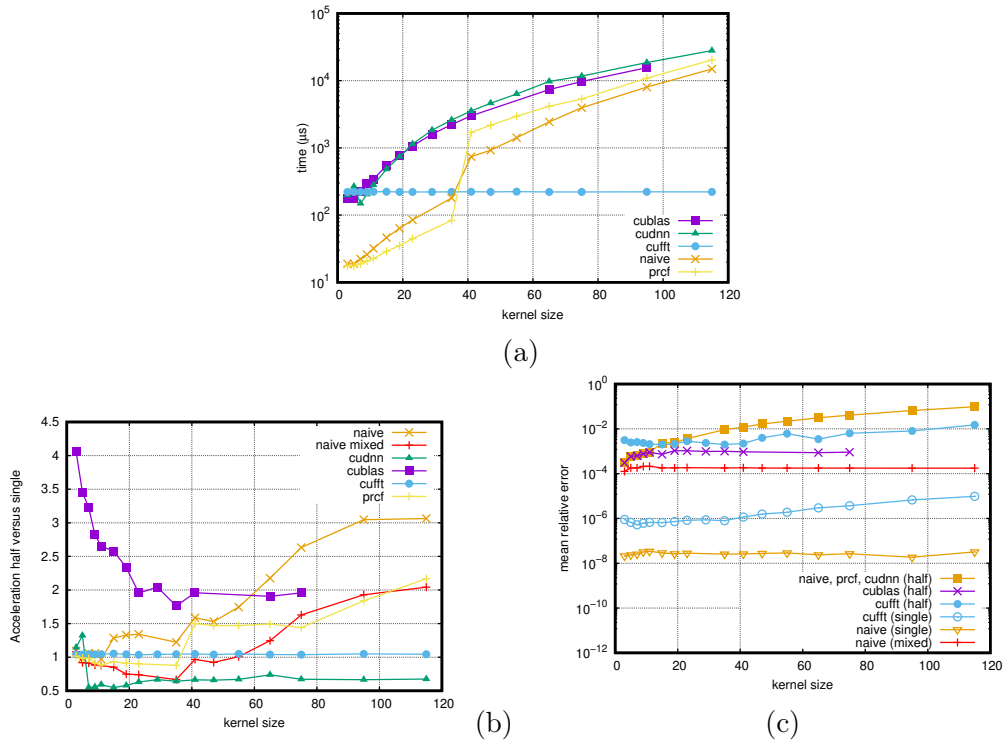 10^5
10^4
10^3
10^2
10^1
time (µs)
0 20 40 60 80 100 120
kernel size
cublas
cudnn
cufft
naive
prcf
(a)
4.5
4
3.5
3
2.5
2
1.5
1
0.5
Acceleration half versus single
0 20 40 60 80 100 120
kernel size
naive
naive mixed
cudnn
cublas
cufft
prcf
(b)
10^0
10^-2
10^-4
10^-6
10^-8
10^-10
10^-12
mean relative error
0 20 40 60 80 100 120
kernel size
naive, prcf, cudnn (half)
cublas (half)
cufft (half)
cufft (single)
naive (single)
naive (mixed)
(c)